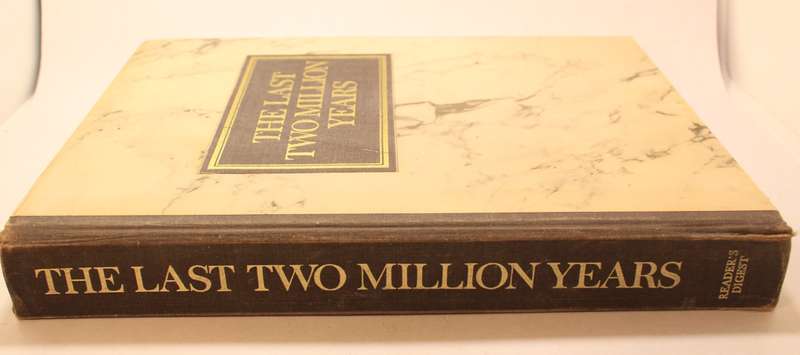 THE LAST
TWO MILLION
YEARS
THE LAST TWO MILLION YEARS
READER'S
DIGEST